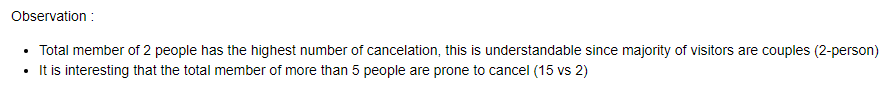 Observation :
• Total member of 2 people has the highest number of cancelation, this is understandable since majority of visitors are couples (2-person)
• It is interesting that the total member of more than 5 people are prone to cancel (15 vs 2)